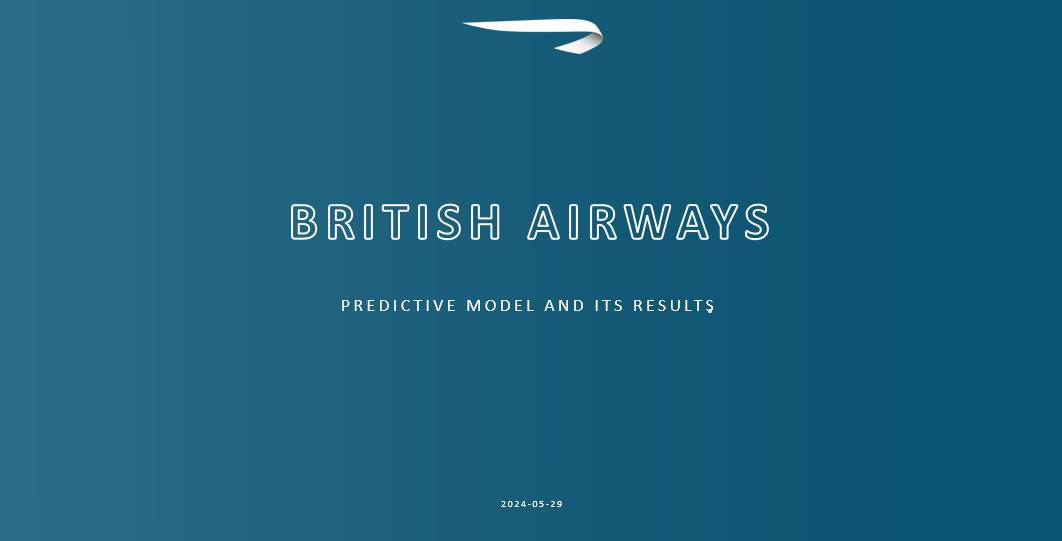 BRITISH AIRWAYS
PREDICTIVE MODEL AND ITS RESULTS
2024-05-29